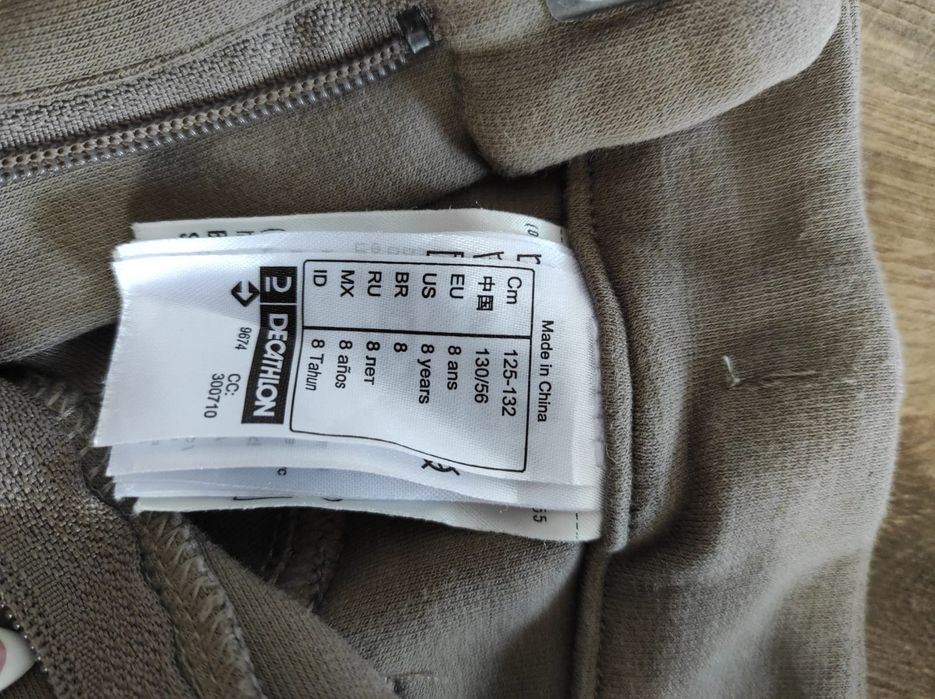 Made in China
Cm 125-132
中国 130/56
EU 8 ans
US 8 years
BR 8
RU 8 лет
MX 8 años
ID 8 Tahun
DECATHLON
CC:
9674 300710